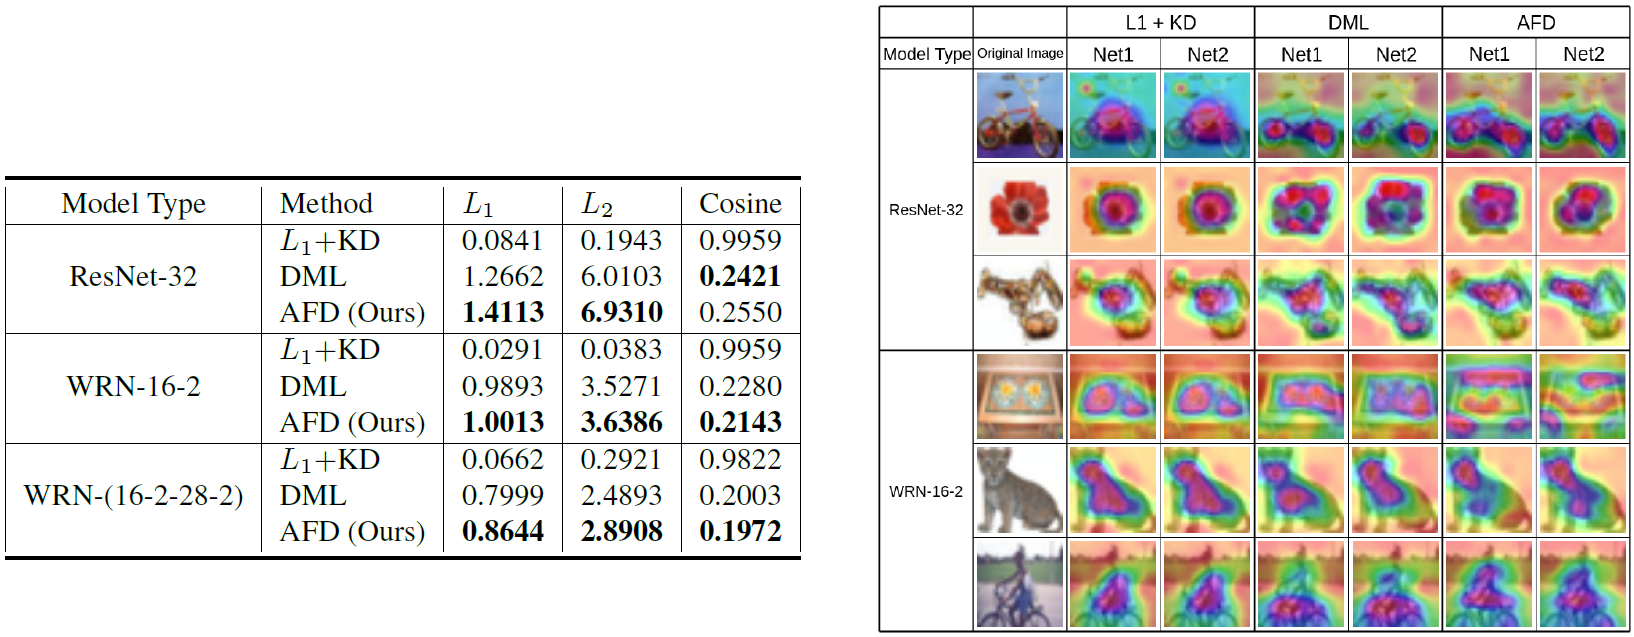 Model Type Method L₁ L₂ Cosine
L₁+KD 0.0841 0.1943 0.9959
ResNet-32 DML 1.2662 6.0103 0.2421
AFD (Ours) 1.4113 6.9310 0.2550
L₁+KD 0.0291 0.0383 0.9959
WRN-16-2 DML 0.9893 3.5271 0.2280
AFD (Ours) 1.0013 3.6386 0.2143
L₁+KD 0.0662 0.2921 0.9822
WRN-(16-2-28-2) DML 0.7999 2.4893 0.2003
AFD (Ours) 0.8644 2.8908 0.1972
L1 + KD DML AFD
Model Type Original Image Net1 Net2 Net1 Net2 Net1 Net2
ResNet-32
WRN-16-2